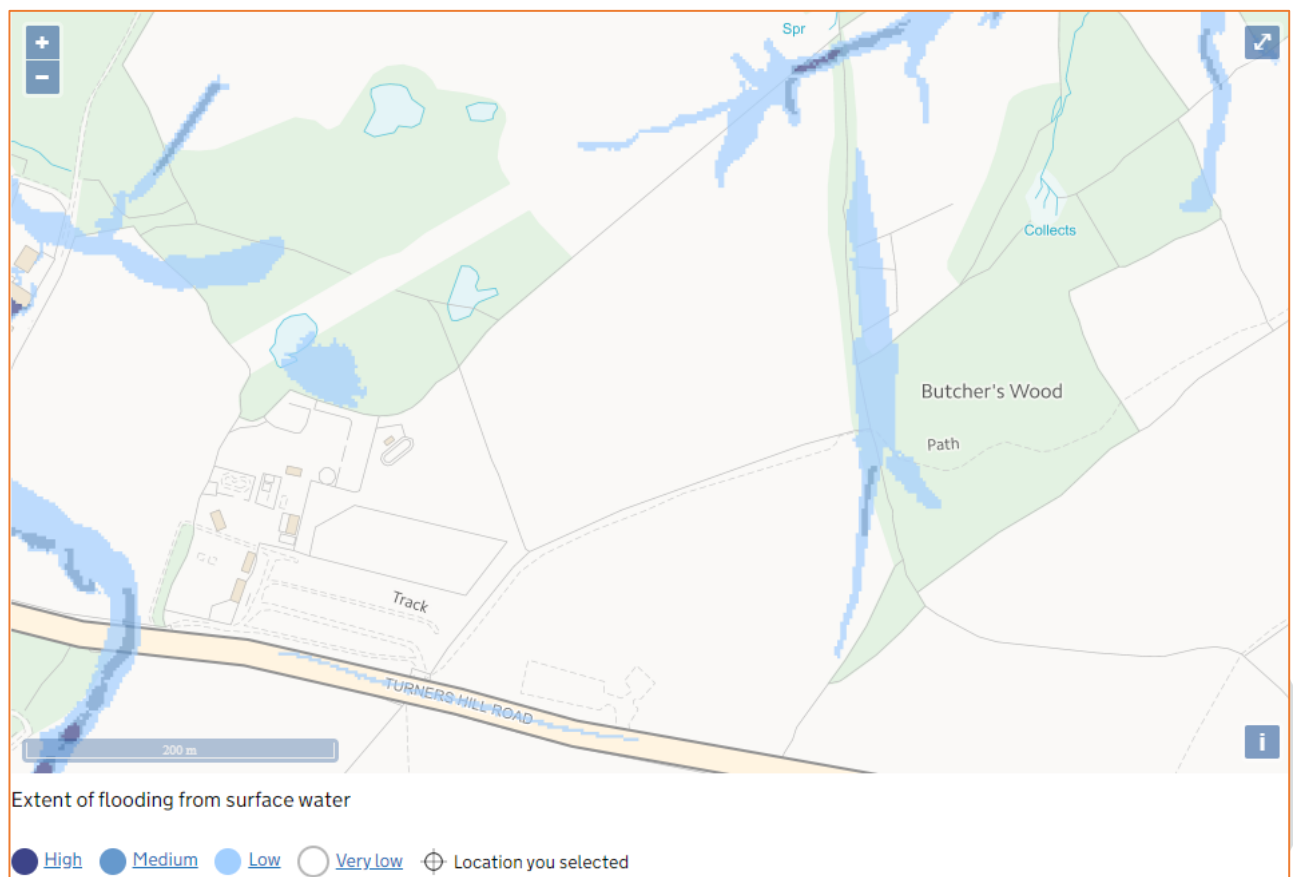 +
−
Spr
Collects
Butcher's Wood
Path
Track
TURNERS HILL ROAD
200 m
i
Extent of flooding from surface water
High Medium Low Very low Location you selected